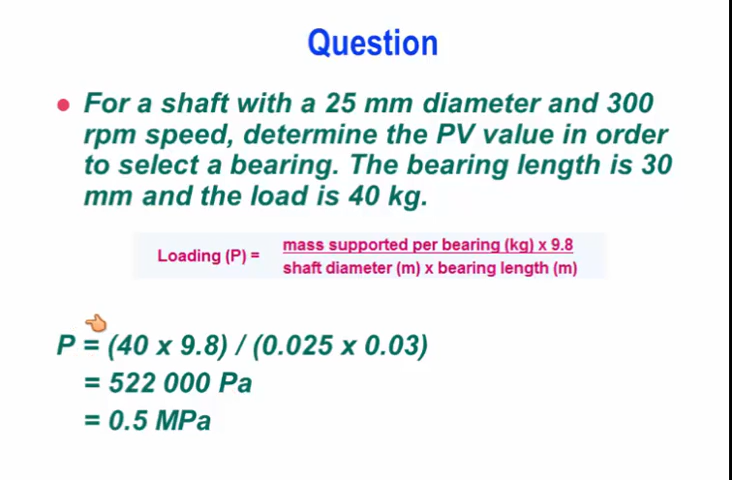 Question
For a shaft with a 25 mm diameter and 300
rpm speed, determine the PV value in order
to select a bearing. The bearing length is 30
mm and the load is 40 kg.
mass supported per bearing (kg) x 9.8
Loading (P) =
shaft diameter (m) x bearing length (m)
P = (40 x 9.8) / (0.025 x 0.03)
= 522 000 Pa
= 0.5 MPa